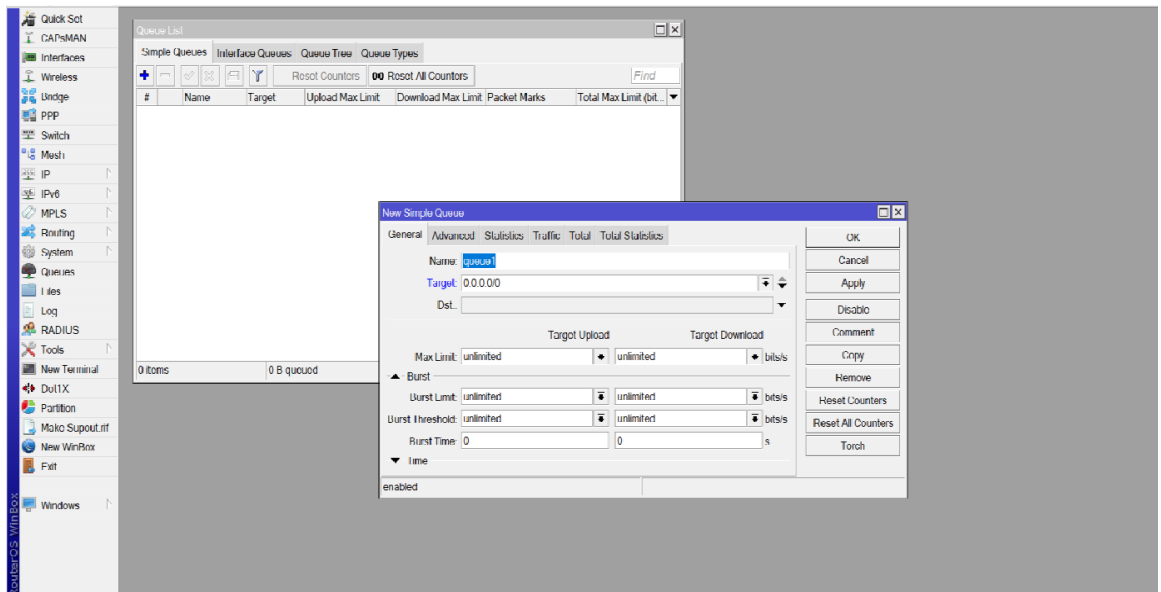 Quick Set
CAPsMAN
Interfaces
Wireless
Bridge
PPP
Switch
Mesh
IP
IPv6
MPLS
Routing
System
Queues
Files
Log
RADIUS
Tools
New Terminal
Dot1X
Partition
Make Supout.rif
New WinBox
Exit
Windows
RouterOS WinBox
Queue List
Simple Queues Interface Queues Queue Tree Queue Types
Reset Counters 00 Reset All Counters Find
# Name Target Upload Max Limit Download Max Limit Packet Marks Total Max Limit (bit...
0 items 0 B queued
New Simple Queue
General Advanced Statistics Traffic Total Total Statistics
Name: queue1
Target: 0.0.0.0/0
Dst.:
Target Upload Target Download
Max Limit: unlimited unlimited bits/s
Burst
Burst Limit: unlimited unlimited bits/s
Burst Threshold: unlimited unlimited bits/s
Burst Time: 0 0 s
Time
enabled
OK
Cancel
Apply
Disable
Comment
Copy
Remove
Reset Counters
Reset All Counters
Torch